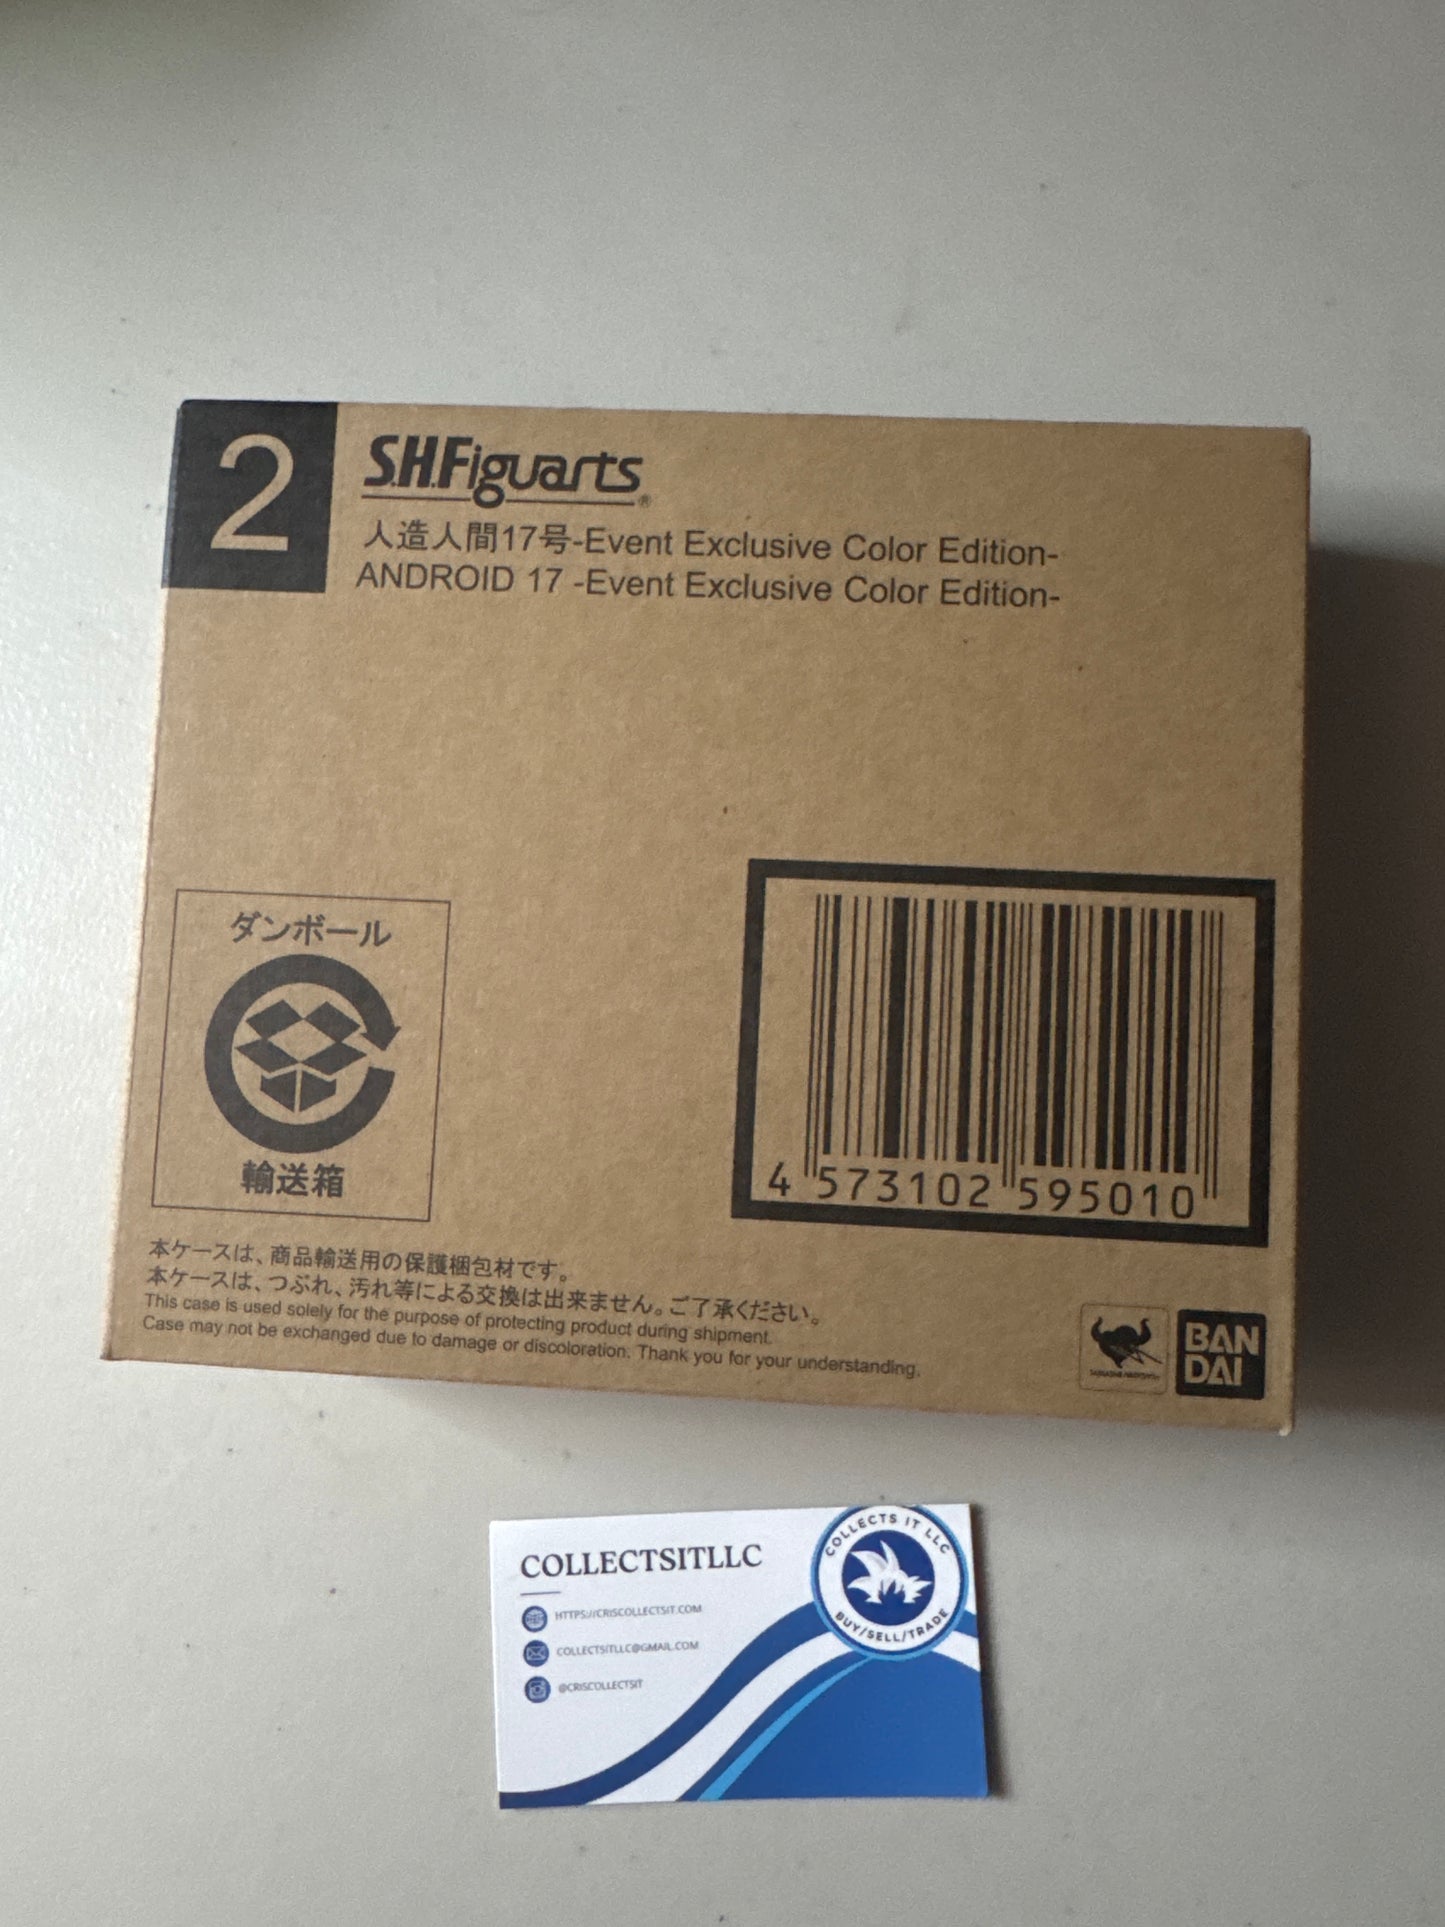 2
S.H.Figuarts®
人造人間17号-Event Exclusive Color Edition-
ANDROID 17 -Event Exclusive Color Edition-
ダンボール
輸送箱
4 573102 595010
本ケースは、商品輸送用の保護梱包材です。
本ケースは、つぶれ、汚れ等による交換は出来ません。ご了承ください。
This case is used solely for the purpose of protecting product during shipment.
Case may not be exchanged due to damage or discoloration. Thank you for your understanding.
BAN
DAI
COLLECTSITLLC
HTTPS://CRISCOLLECTSIT.COM
COLLECTSITLLC@GMAIL.COM
@CRISCOLLECTSIT
COLLECTS IT LLC
BUY/SELL/TRADE